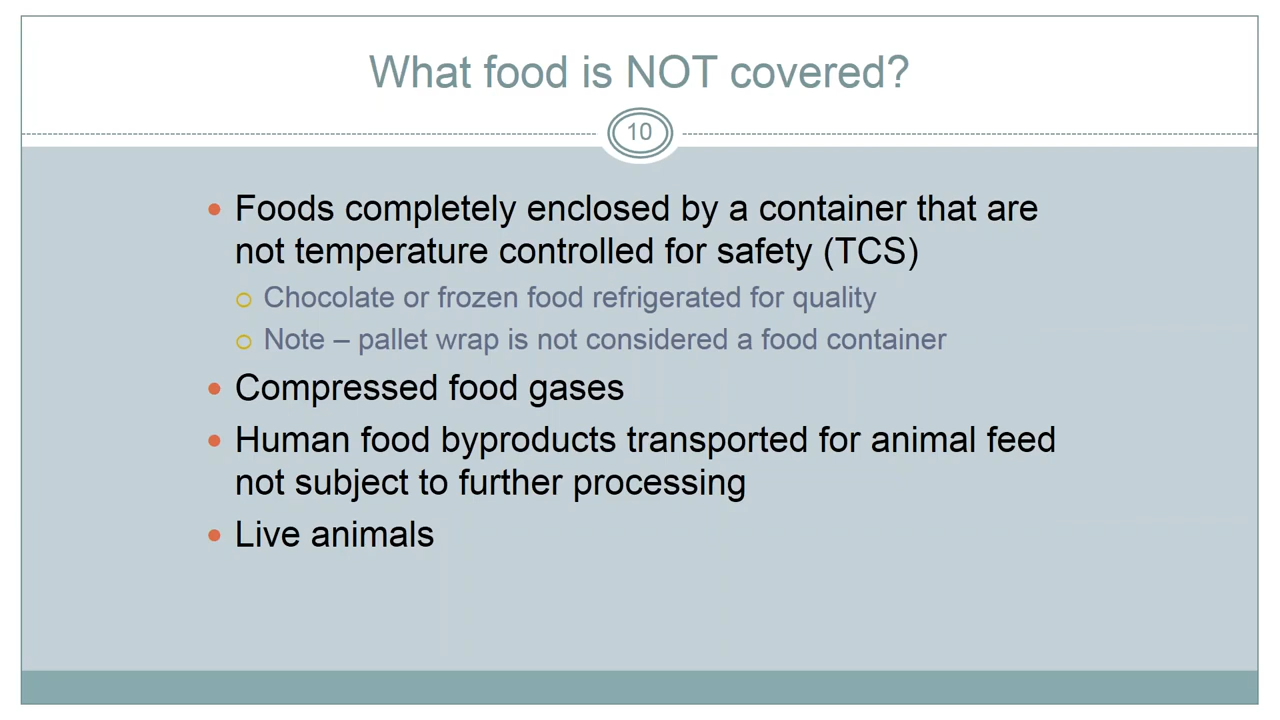 What food is NOT covered?
10
Foods completely enclosed by a container that are
not temperature controlled for safety (TCS)
Chocolate or frozen food refrigerated for quality
Note – pallet wrap is not considered a food container
Compressed food gases
Human food byproducts transported for animal feed
not subject to further processing
Live animals